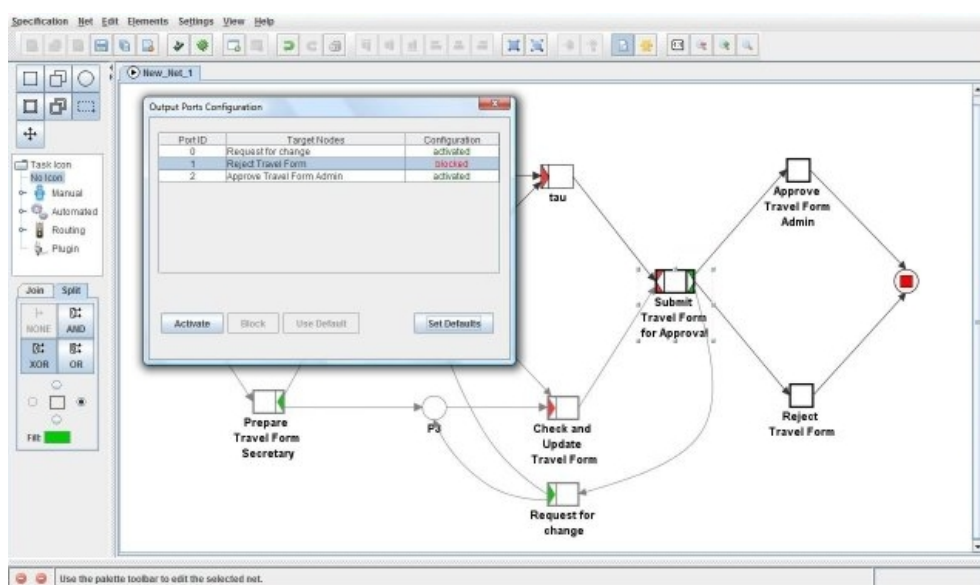 Specification Net Edit Elements Settings View Help
New_Net_1
Output Ports Configuration
Port ID Target Nodes Configuration
0 Request for change activated
1 Reject Travel Form blocked
2 Approve Travel Form Admin activated
Activate Block Use Default Set Defaults
Task Icon
No Icon
Manual
Automated
Routing
Plugin
Join Split
NONE AND
XOR OR
Fill:
tau
Approve
Travel Form
Admin
Submit
Travel Form
for Approval
Reject
Travel Form
Prepare
Travel Form
Secretary
P3
Check and
Update
Travel Form
Request for
change
Use the palette toolbar to edit the selected net.